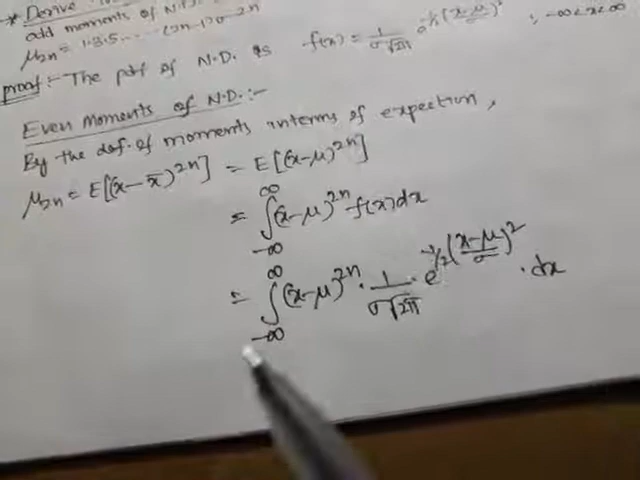 * Derive
odd moments of N.D.
μ2n = 1.3.5.....(2n-1)σ2n
proof:- The pdf of N.D. is f(x) = 1/σ√2π e^-1/2(x-μ/σ)^2 ; -∞<x<∞
Even Moments of N.D.:-
By the def. of moments interms of expection,
μ2n = E[(x-x̄)^2n] = E[(x-μ)^2n]
= ∫_-∞^∞ (x-μ)^2n f(x)dx
= ∫_-∞^∞ (x-μ)^2n . 1/σ√2π . e^-1/2(x-μ/σ)^2 . dx